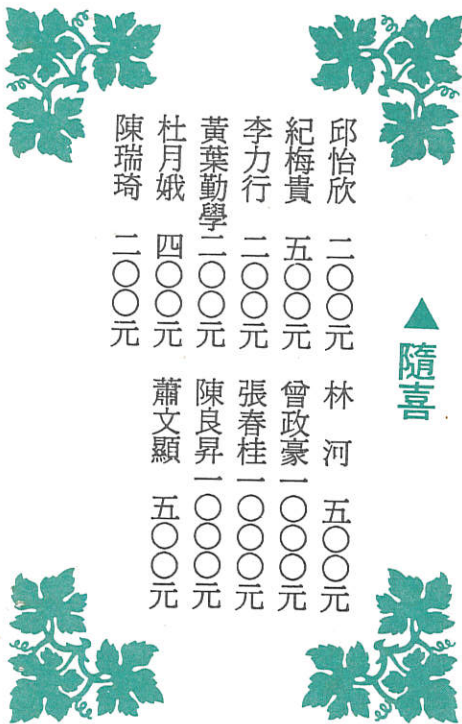 ▲隨喜
邱怡欣 二〇〇元
紀梅貴 五〇〇元
李力行 二〇〇元
黃葉勤學二〇〇元
杜月娥 四〇〇元
陳瑞琦 二〇〇元
林 河 五〇〇元
曾政豪一〇〇〇元
張春桂一〇〇〇元
陳良昇一〇〇〇元
蕭文顯 五〇〇元